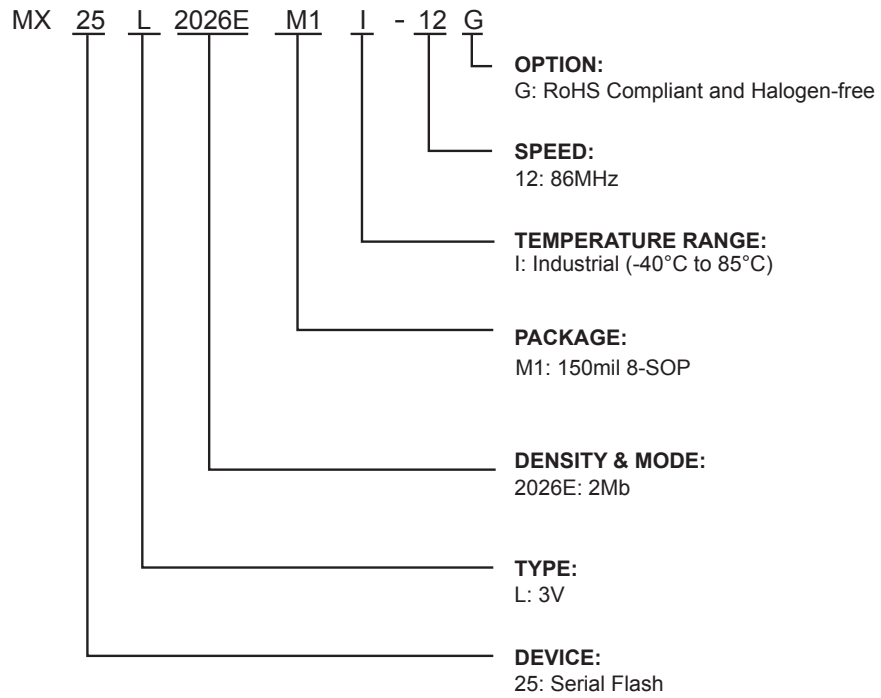 MX 25 L 2026E M1 I - 12 G
OPTION:
G: RoHS Compliant and Halogen-free
SPEED:
12: 86MHz
TEMPERATURE RANGE:
I: Industrial (-40°C to 85°C)
PACKAGE:
M1: 150mil 8-SOP
DENSITY & MODE:
2026E: 2Mb
TYPE:
L: 3V
DEVICE:
25: Serial Flash